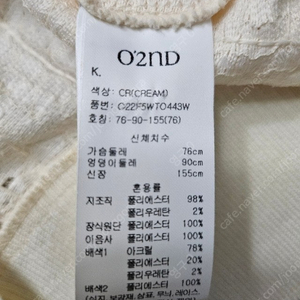 O'2ND
K.
색상: CR(CREAM)
품번: O22F5WTO443W
호칭: 76-90-155(76)
신체치수
가슴둘레 76cm
엉덩이둘레 90cm
신장 155cm
혼용률
지조직 폴리에스터 98%
폴리우레탄 2%
장식원단 폴리에스터 100%
이음사 폴리에스터 100%
배색1 아크릴 78%
폴리에스터 20%
폴리우레탄 2%
배색2 폴리에스터 100%